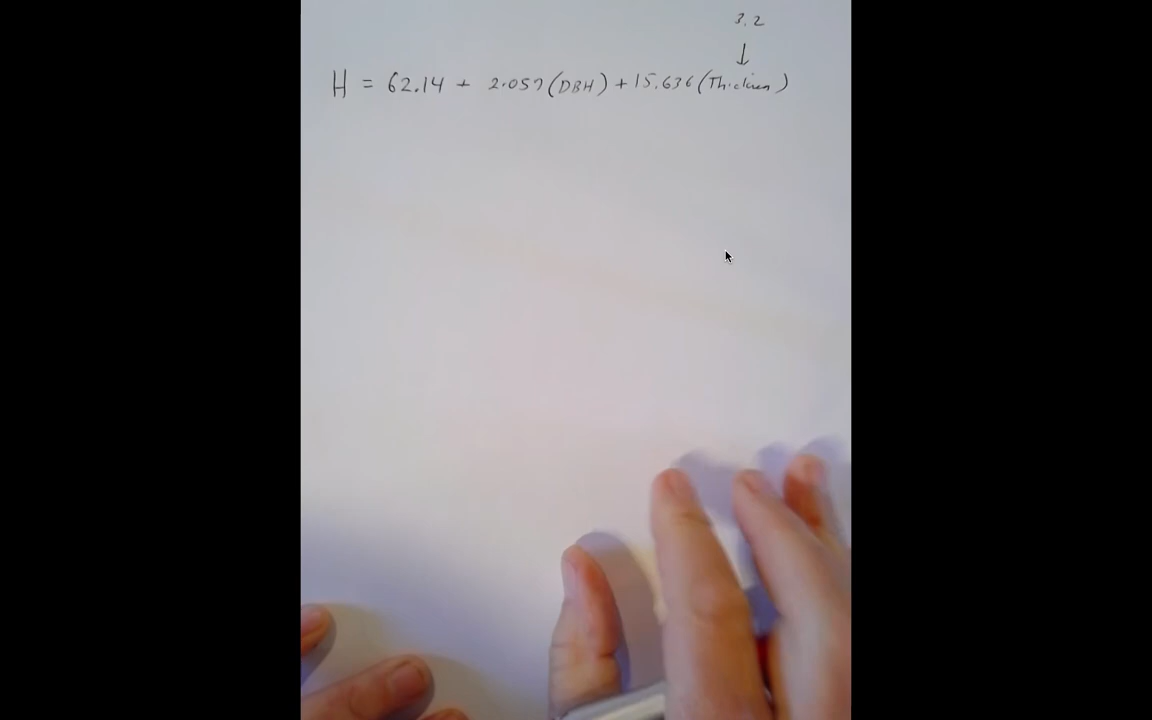 3.2
↓
H = 62.14 + 2.057(DBH) + 15.636(Thickness)